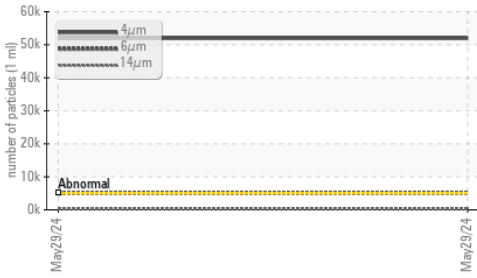 60k
50k
40k
30k
20k
10k
0k
number of particles (1 ml)
4µm
6µm
14µm
Abnormal
May29/24
May29/24